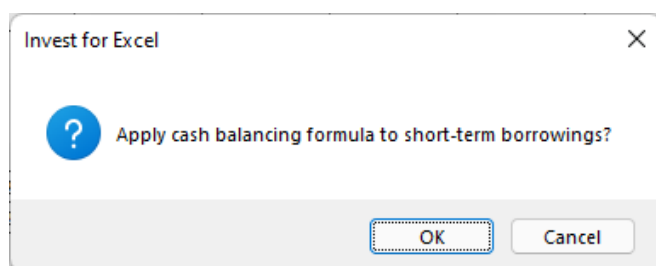 Invest for Excel
Apply cash balancing formula to short-term borrowings?
OK
Cancel